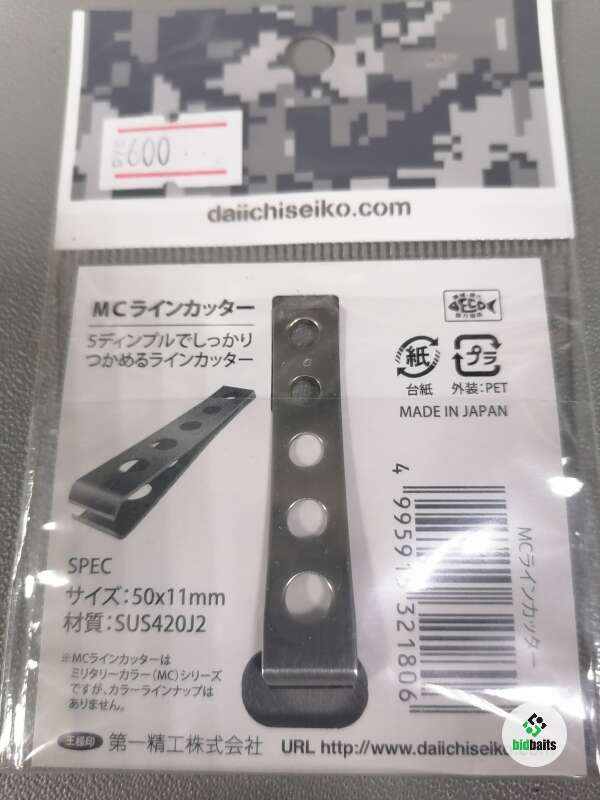 600
daiichiseiko.com
MCラインカッター
5ディンプルでしっかり
つかめるラインカッター
ECO
紙
プラ
台紙
外装:PET
MADE IN JAPAN
SPEC
サイズ:50x11mm
材質:SUS420J2
※MCラインカッターは
ミリタリーカラー(MC)シリーズ
ですが、カラーラインナップは
ありません。
MCラインカッター
王様印 第一精工株式会社 URL http://www.daiichiseiko.
bidbaits